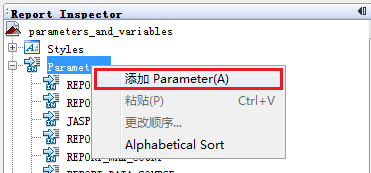 Report Inspector
parameters_and_variables
Styles
Paramet
添加 Parameter(A)
REPO
粘贴(P) Ctrl+V
REPO
更改顺序...
JASP
Alphabetical Sort
REPO